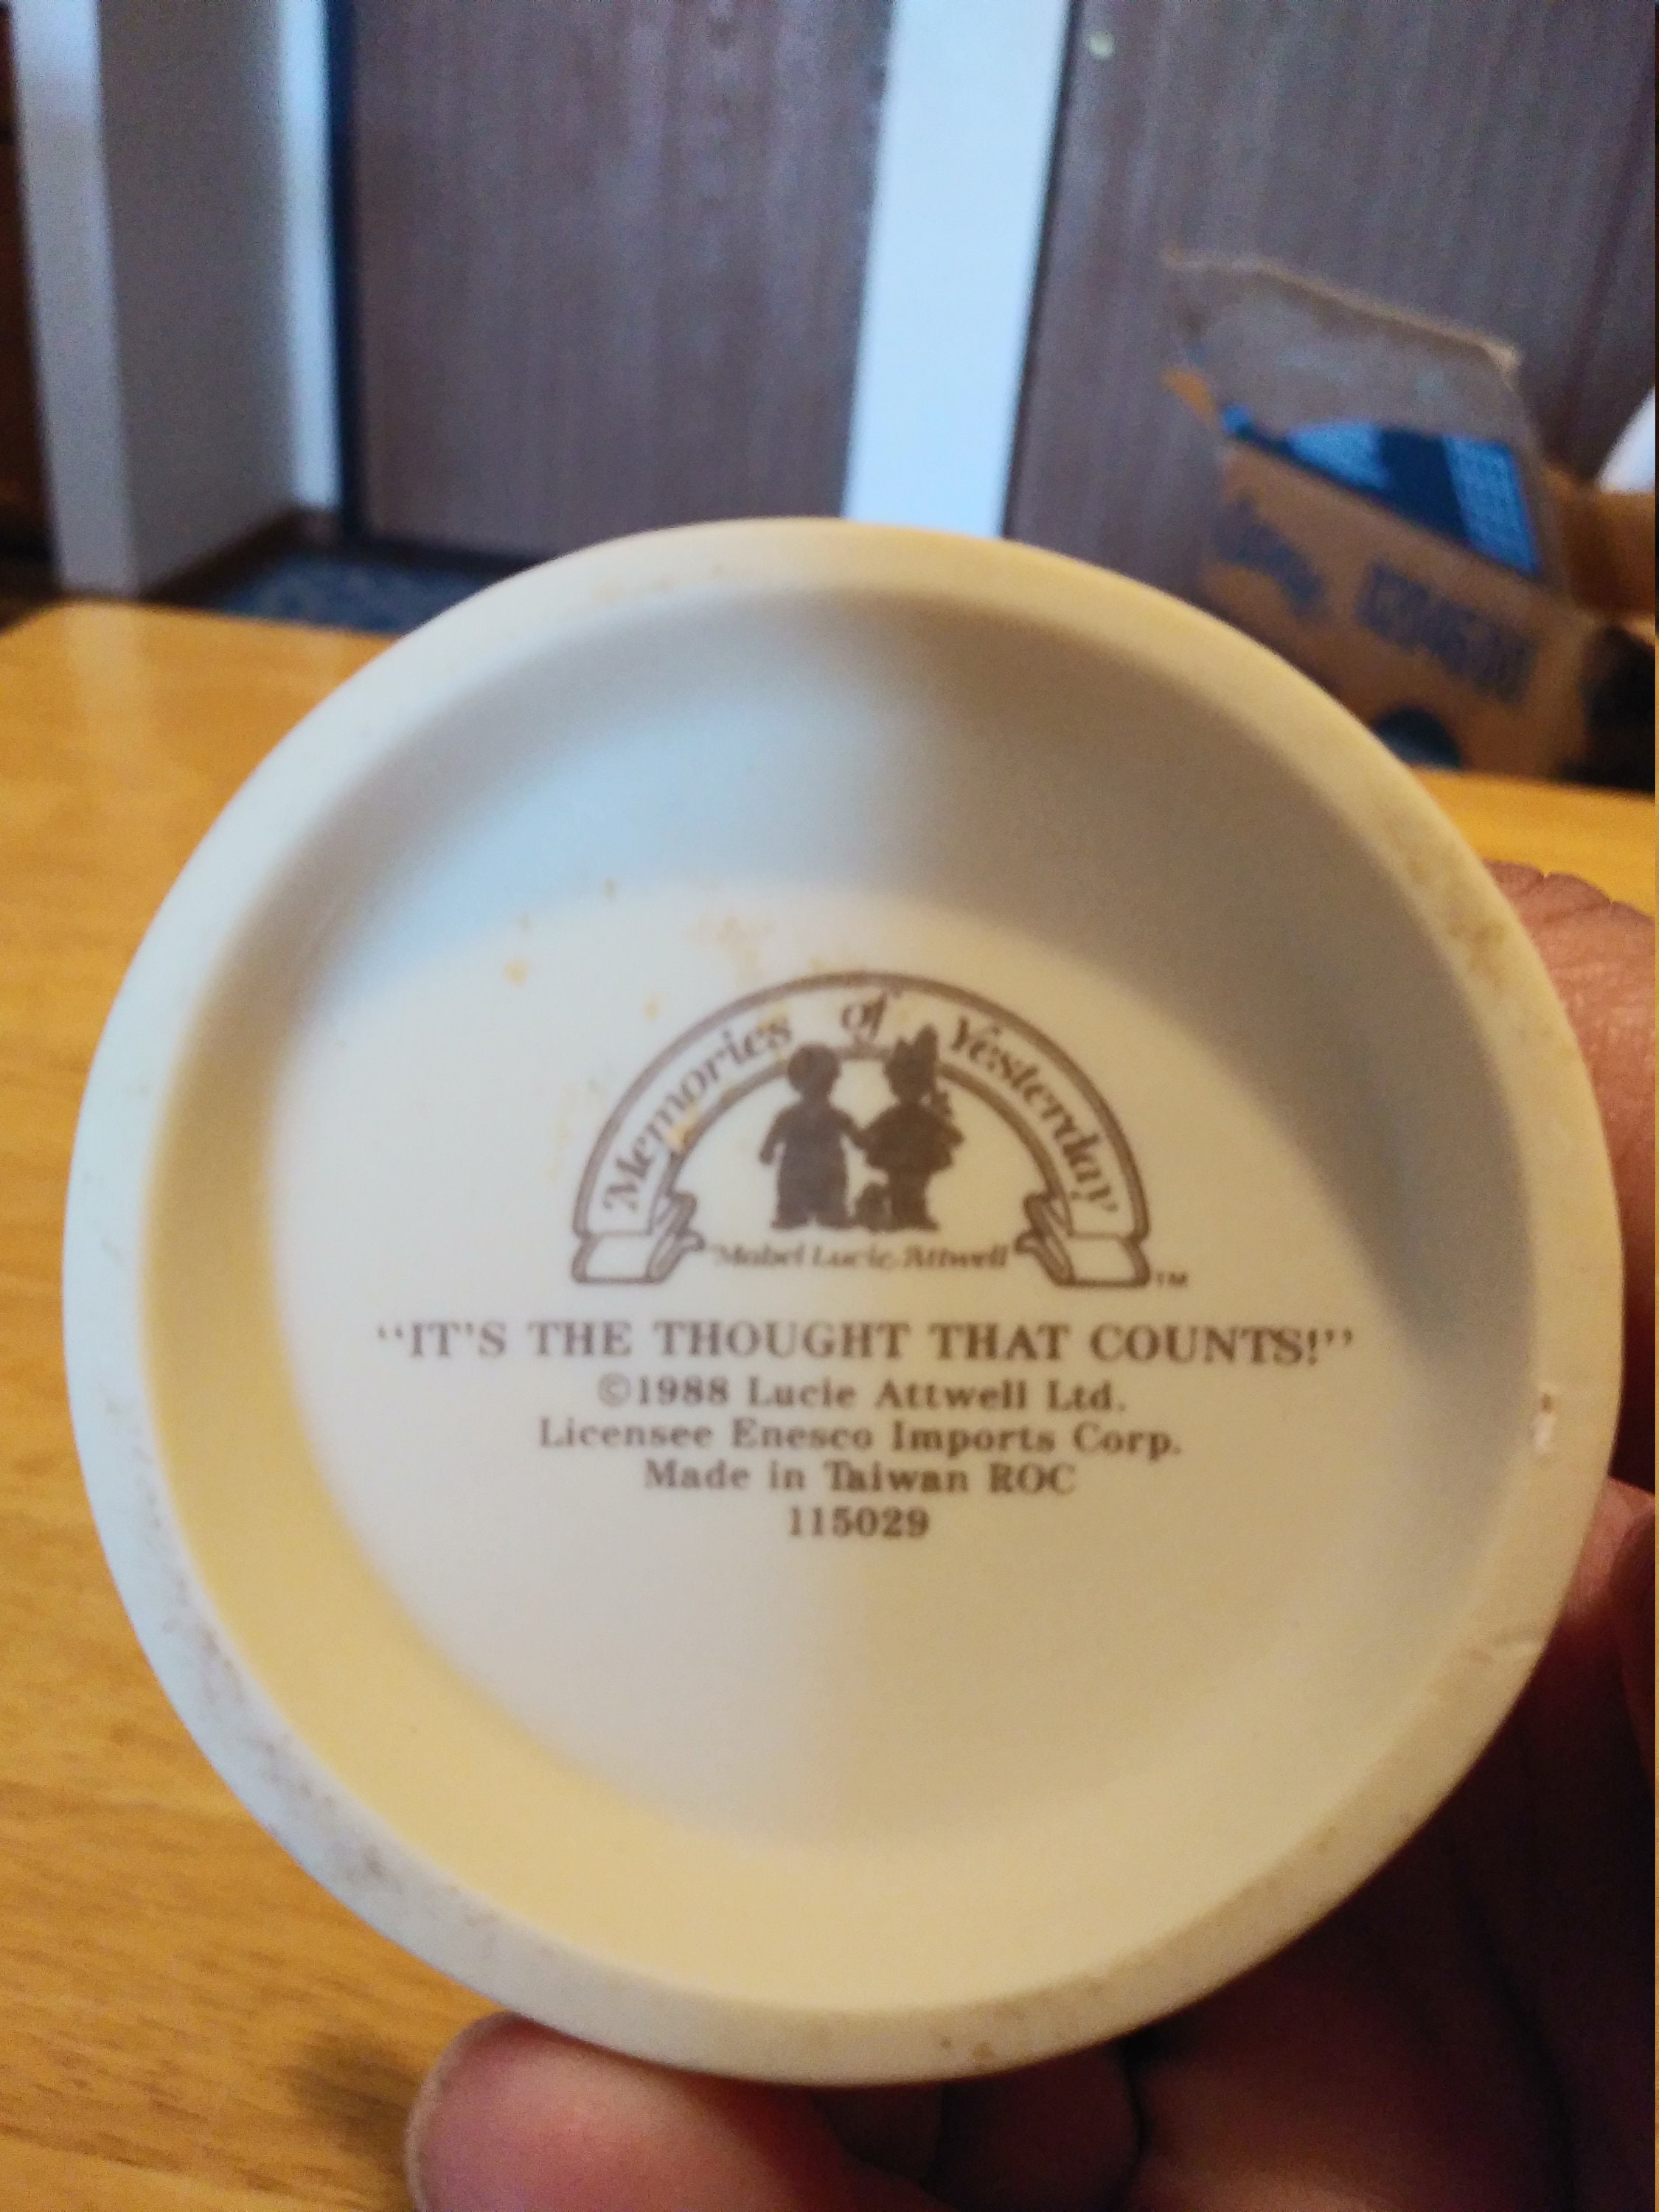 Memories of Yesterday
Mabel Lucie Attwell
TM
“IT'S THE THOUGHT THAT COUNTS!”
©1988 Lucie Attwell Ltd.
Licensee Enesco Imports Corp.
Made in Taiwan ROC
115029